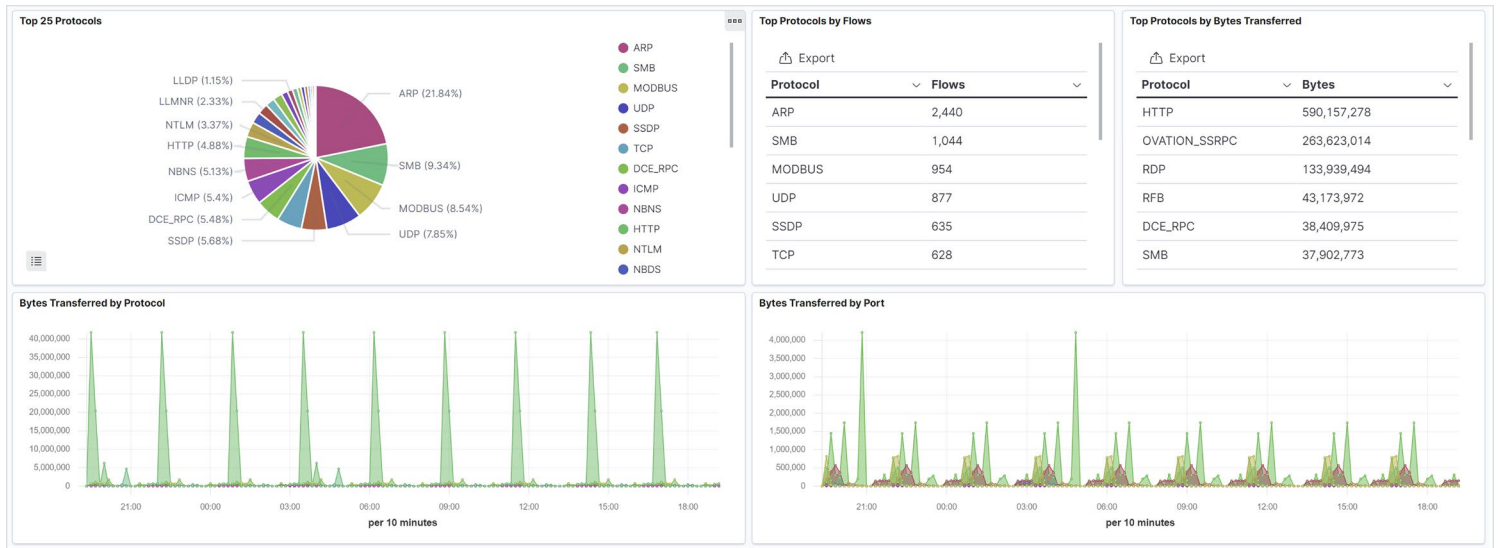 Top 25 Protocols
LLDP (1.15%)
LLMNR (2.33%)
NTLM (3.37%)
HTTP (4.88%)
NBNS (5.13%)
ICMP (5.4%)
DCE_RPC (5.48%)
SSDP (5.68%)
ARP (21.84%)
SMB (9.34%)
MODBUS (8.54%)
UDP (7.85%)
ARP
SMB
MODBUS
UDP
SSDP
TCP
DCE_RPC
ICMP
NBNS
HTTP
NTLM
NBDS
Top Protocols by Flows
Export
Protocol Flows
ARP 2,440
SMB 1,044
MODBUS 954
UDP 877
SSDP 635
TCP 628
Top Protocols by Bytes Transferred
Export
Protocol Bytes
HTTP 590,157,278
OVATION_SSRPC 263,623,014
RDP 133,939,494
RFB 43,173,972
DCE_RPC 38,409,975
SMB 37,902,773
Bytes Transferred by Protocol
40,000,000
35,000,000
30,000,000
25,000,000
20,000,000
15,000,000
10,000,000
5,000,000
0
21:00 00:00 03:00 06:00 09:00 12:00 15:00 18:00
per 10 minutes
Bytes Transferred by Port
4,000,000
3,500,000
3,000,000
2,500,000
2,000,000
1,500,000
1,000,000
500,000
0
21:00 00:00 03:00 06:00 09:00 12:00 15:00 18:00
per 10 minutes